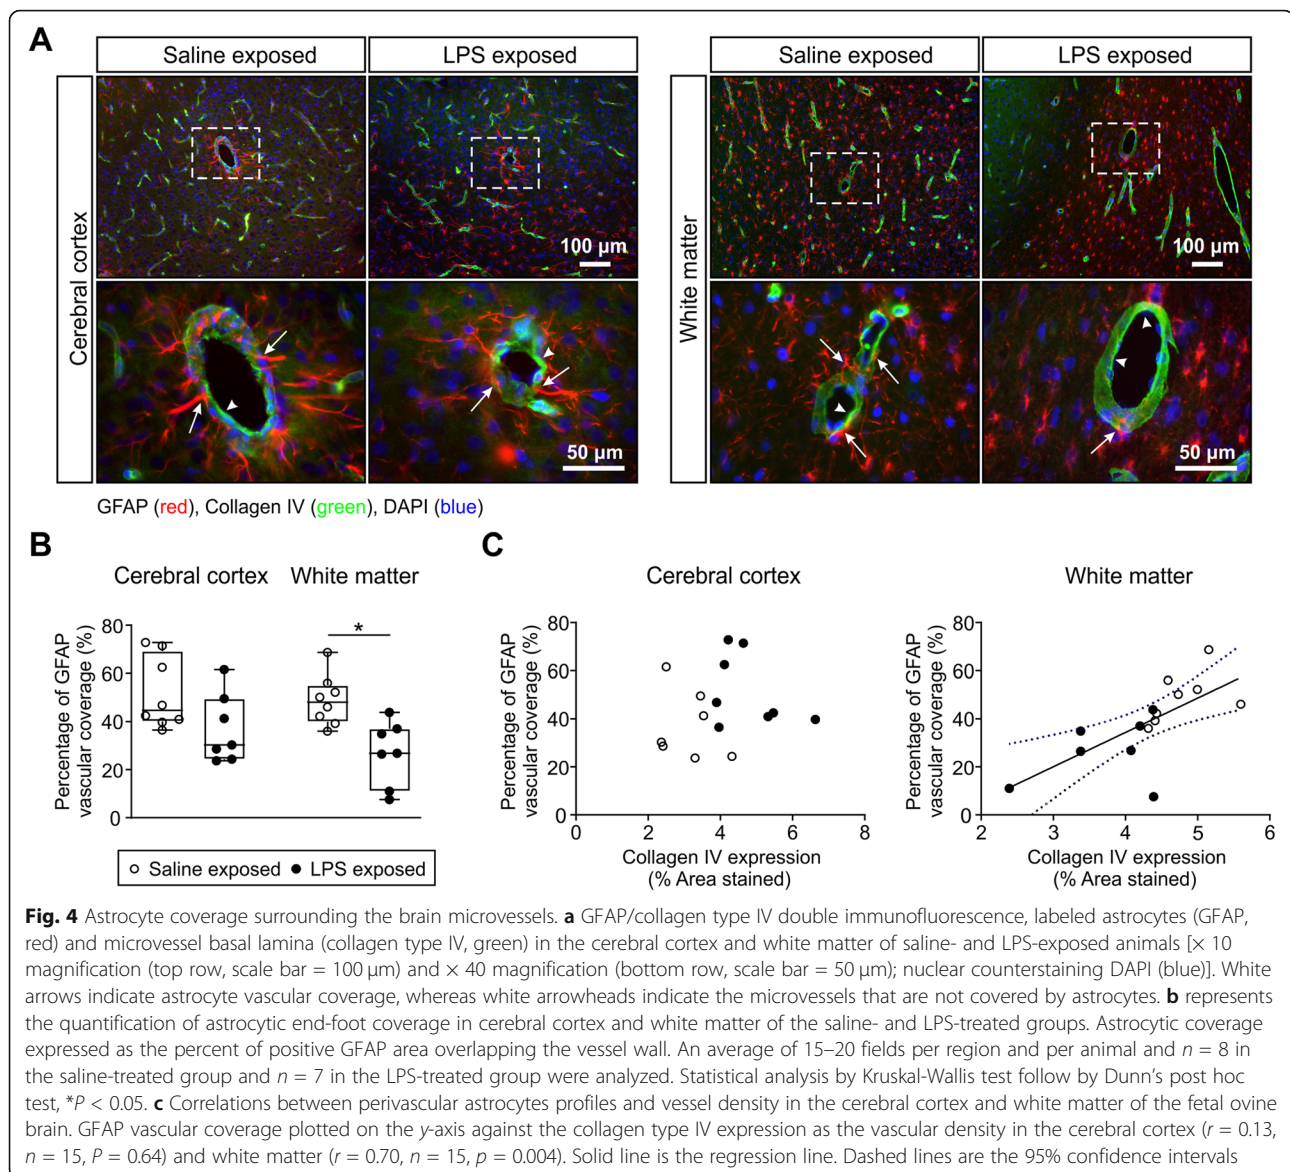 A
Saline exposed
LPS exposed
Saline exposed
LPS exposed
Cerebral cortex
White matter
100 µm
100 µm
50 µm
50 µm
GFAP (red), Collagen IV (green), DAPI (blue)
B
C
Cerebral cortex
White matter
Cerebral cortex
White matter
Percentage of GFAP
vascular coverage (%)
80
60
40
20
0
*
Saline exposed
LPS exposed
Percentage of GFAP
vascular coverage (%)
80
60
40
20
0
0 2 4 6 8
Collagen IV expression
(% Area stained)
Percentage of GFAP
vascular coverage (%)
80
60
40
20
0
2 3 4 5 6
Collagen IV expression
(% Area stained)
Fig. 4 Astrocyte coverage surrounding the brain microvessels. a GFAP/collagen type IV double immunofluorescence, labeled astrocytes (GFAP,
red) and microvessel basal lamina (collagen type IV, green) in the cerebral cortex and white matter of saline- and LPS-exposed animals [× 10
magnification (top row, scale bar = 100 µm) and × 40 magnification (bottom row, scale bar = 50 µm); nuclear counterstaining DAPI (blue)]. White
arrows indicate astrocyte vascular coverage, whereas white arrowheads indicate the microvessels that are not covered by astrocytes. b represents
the quantification of astrocytic end-foot coverage in cerebral cortex and white matter of the saline- and LPS-treated groups. Astrocytic coverage
expressed as the percent of positive GFAP area overlapping the vessel wall. An average of 15–20 fields per region and per animal and n = 8 in
the saline-treated group and n = 7 in the LPS-treated group were analyzed. Statistical analysis by Kruskal-Wallis test follow by Dunn's post hoc
test, *P < 0.05. c Correlations between perivascular astrocytes profiles and vessel density in the cerebral cortex and white matter of the fetal ovine
brain. GFAP vascular coverage plotted on the y-axis against the collagen type IV expression as the vascular density in the cerebral cortex (r = 0.13,
n = 15, P = 0.64) and white matter (r = 0.70, n = 15, p = 0.004). Solid line is the regression line. Dashed lines are the 95% confidence intervals